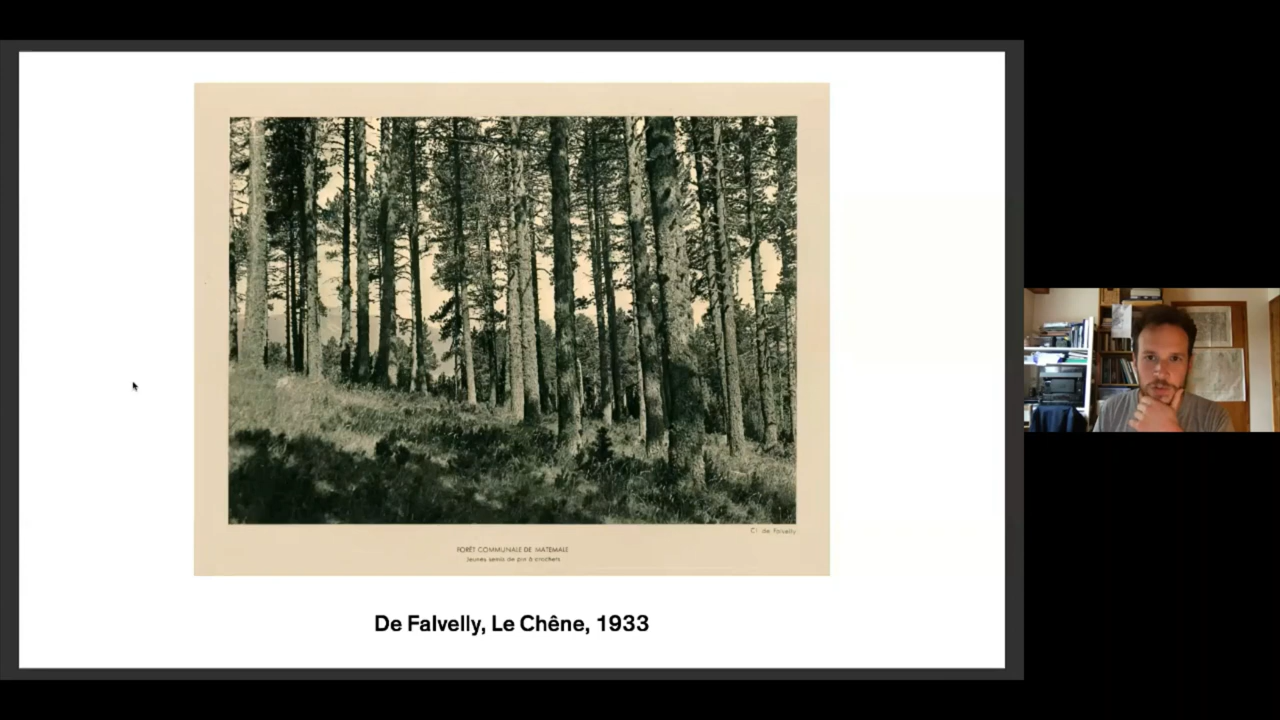 Cl. de Falvelly
FORÊT COMMUNALE DE MATEMALE
Jeunes semis de pin à crochets
De Falvelly, Le Chêne, 1933